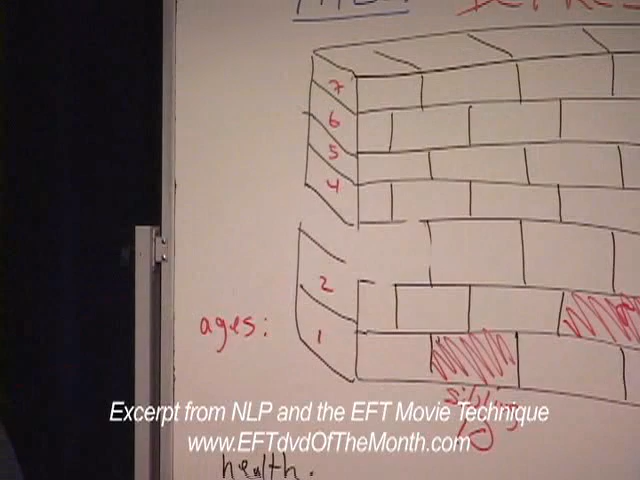 7
6
5
4
2
ages: 1
Excerpt from NLP and the EFT Movie Technique
www.EFTdvdOfTheMonth.com
health.